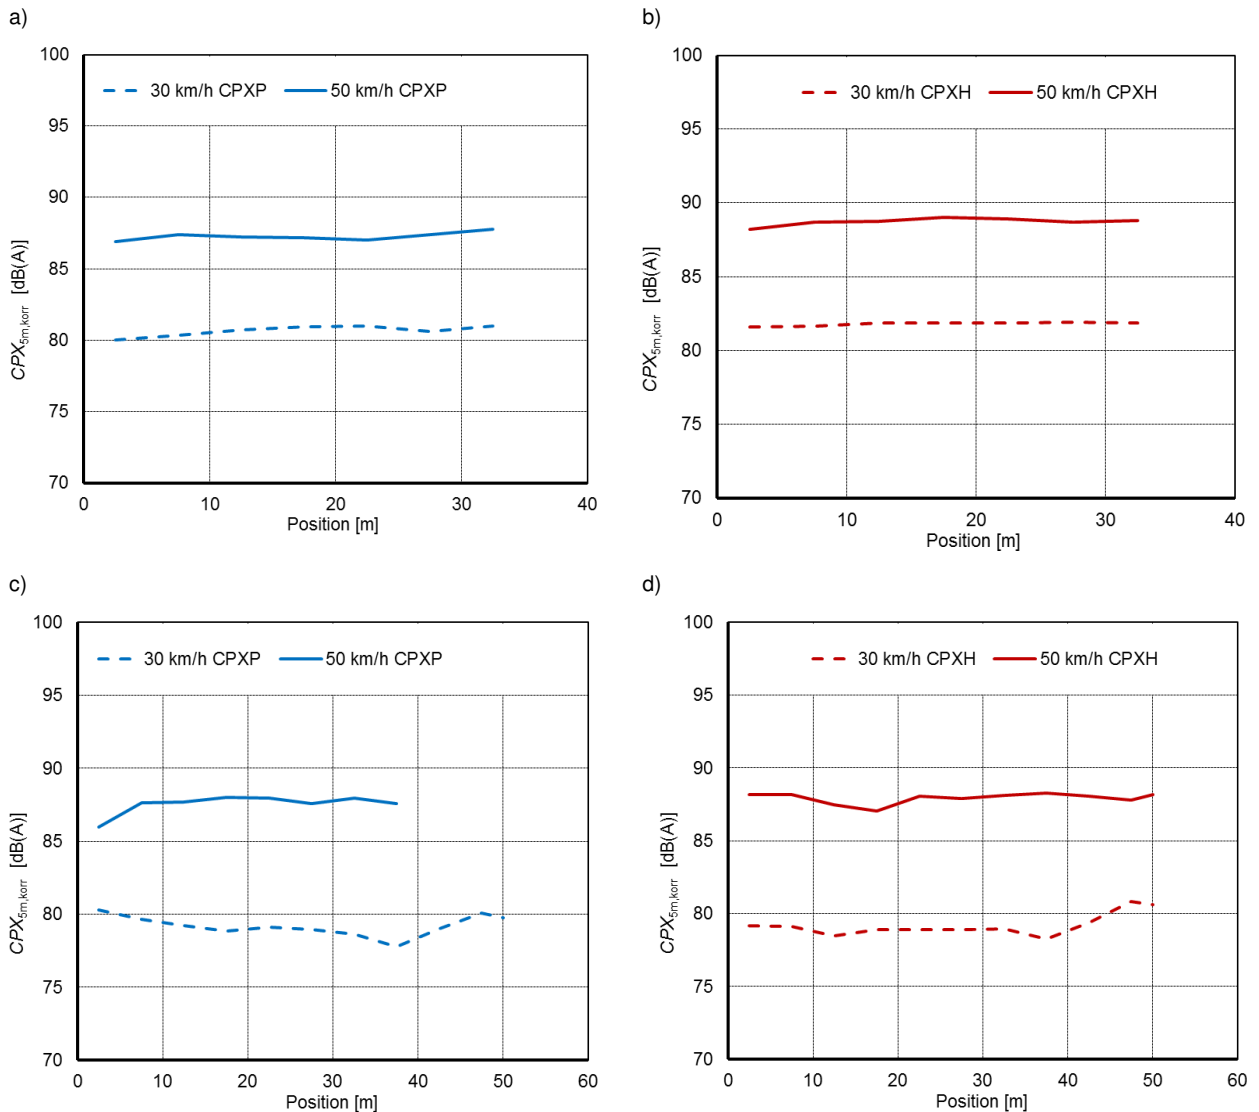 a)
100
30 km/h CPXP 50 km/h CPXP
95
90
85
80
75
70
0 10 20 30 40
Position [m]
CPX5m,korr [dB(A)]
b)
100
30 km/h CPXH 50 km/h CPXH
95
90
85
80
75
70
0 10 20 30 40
Position [m]
CPX5m,korr [dB(A)]
c)
100
30 km/h CPXP 50 km/h CPXP
95
90
85
80
75
70
0 10 20 30 40 50 60
Position [m]
CPX5m,korr [dB(A)]
d)
100
30 km/h CPXH 50 km/h CPXH
95
90
85
80
75
70
0 10 20 30 40 50 60
Position [m]
CPX5m,korr [dB(A)]